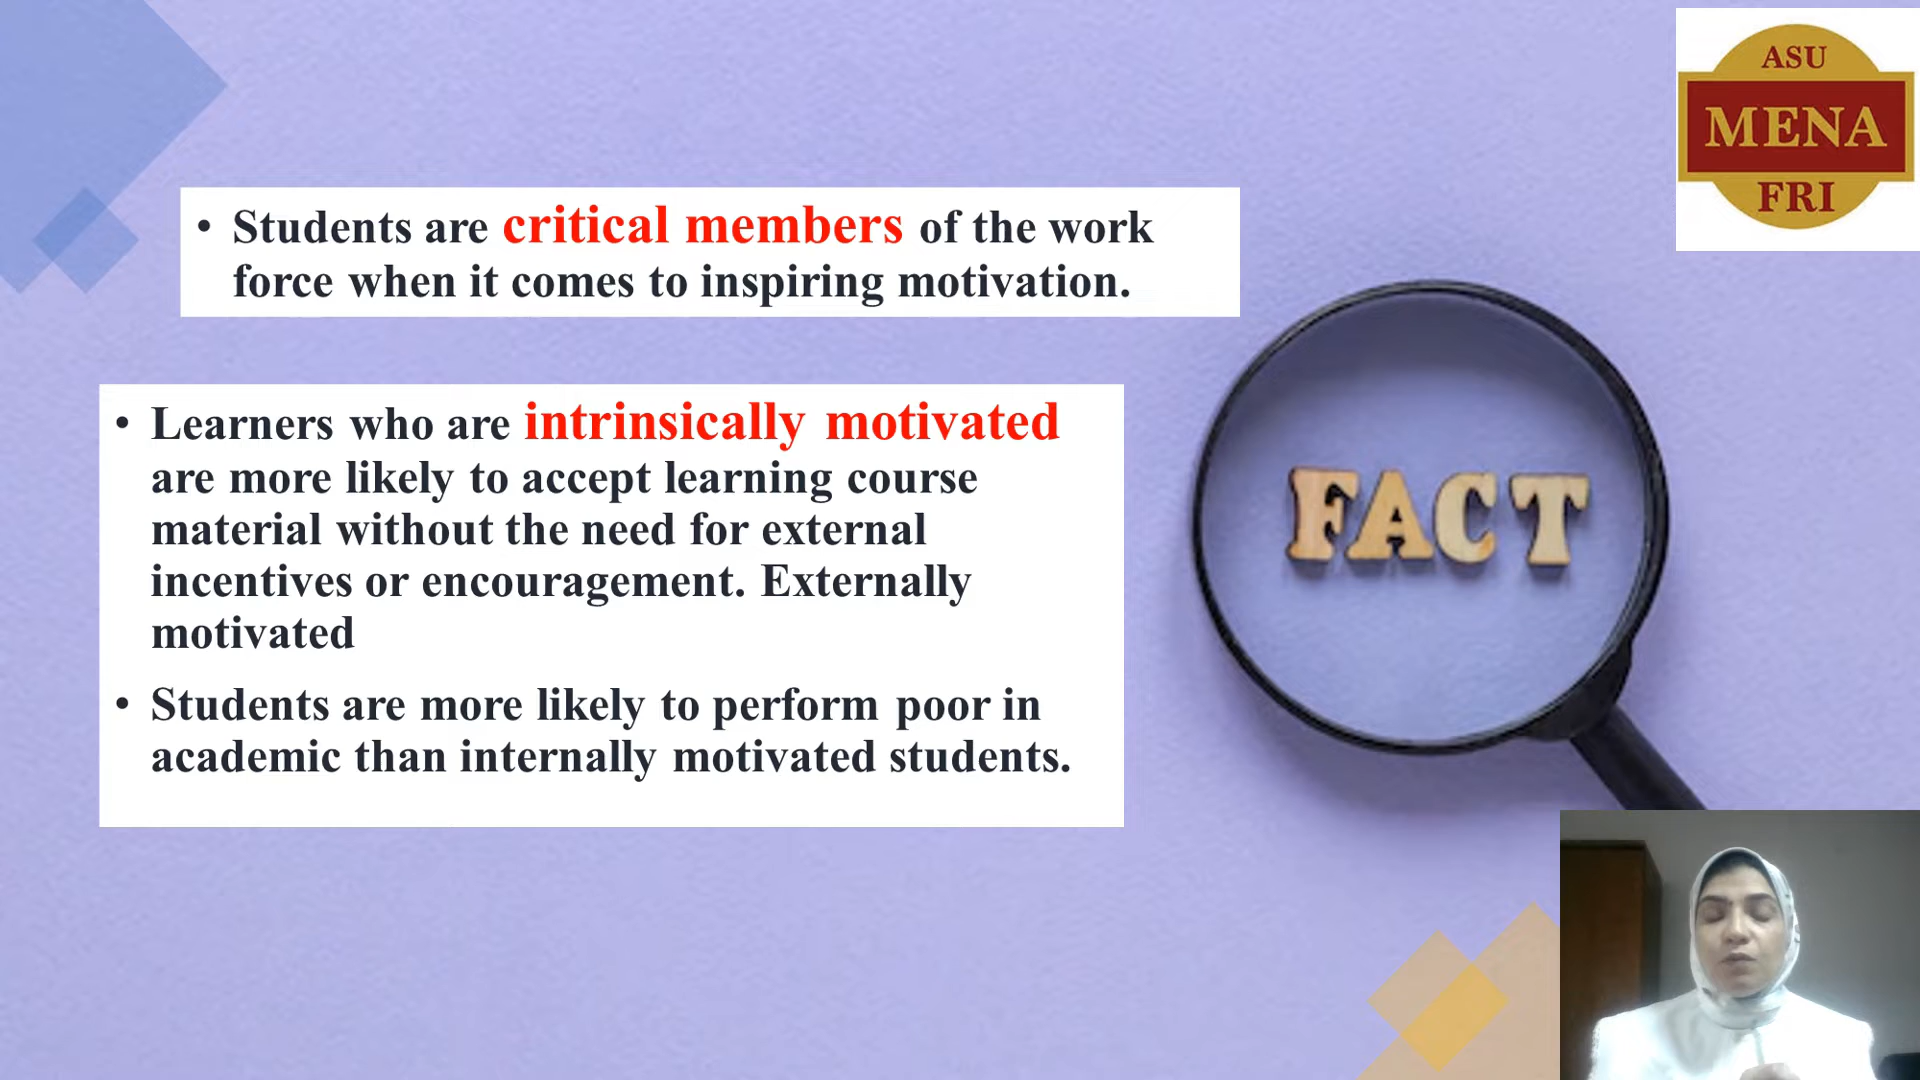 ASU
MENA
FRI
• Students are critical members of the work
force when it comes to inspiring motivation.
• Learners who are intrinsically motivated
are more likely to accept learning course
material without the need for external
incentives or encouragement. Externally
motivated
• Students are more likely to perform poor in
academic than internally motivated students.
FACT